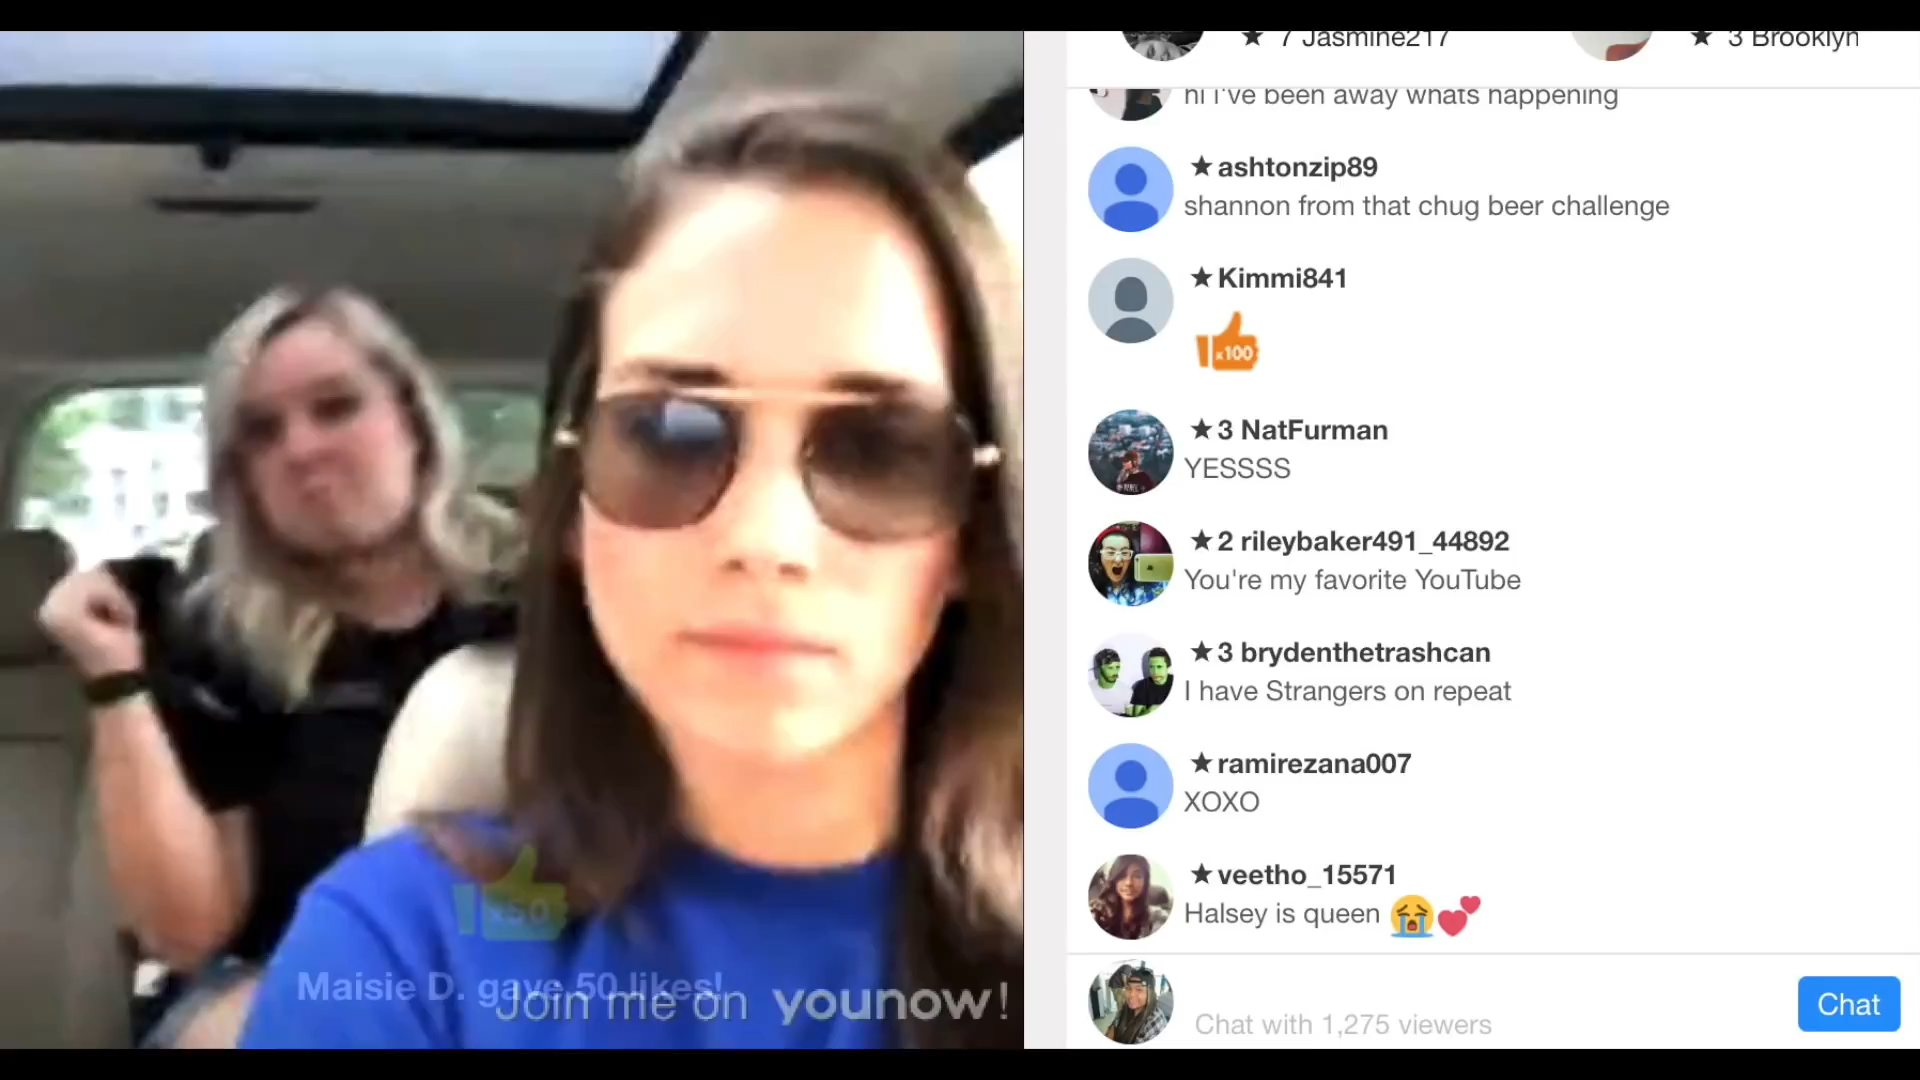 ★ 7 Jasmine217
★ 3 Brooklyn
hi i've been away whats happening
★ ashtonzip89
shannon from that chug beer challenge
★ Kimmi841
x100
★ 3 NatFurman
YESSSS
★ 2 rileybaker491_44892
You're my favorite YouTube
★ 3 brydenthetrashcan
I have Strangers on repeat
★ ramirezana007
XOXO
★ veetho_15571
Halsey is queen 😭💕
x50
Maisie D. gave 50 likes!
Join me on younow!
Chat with 1,275 viewers
Chat